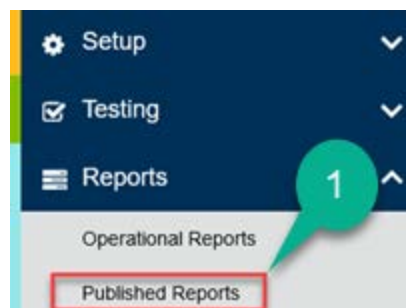 Setup
Testing
Reports
1
Operational Reports
Published Reports